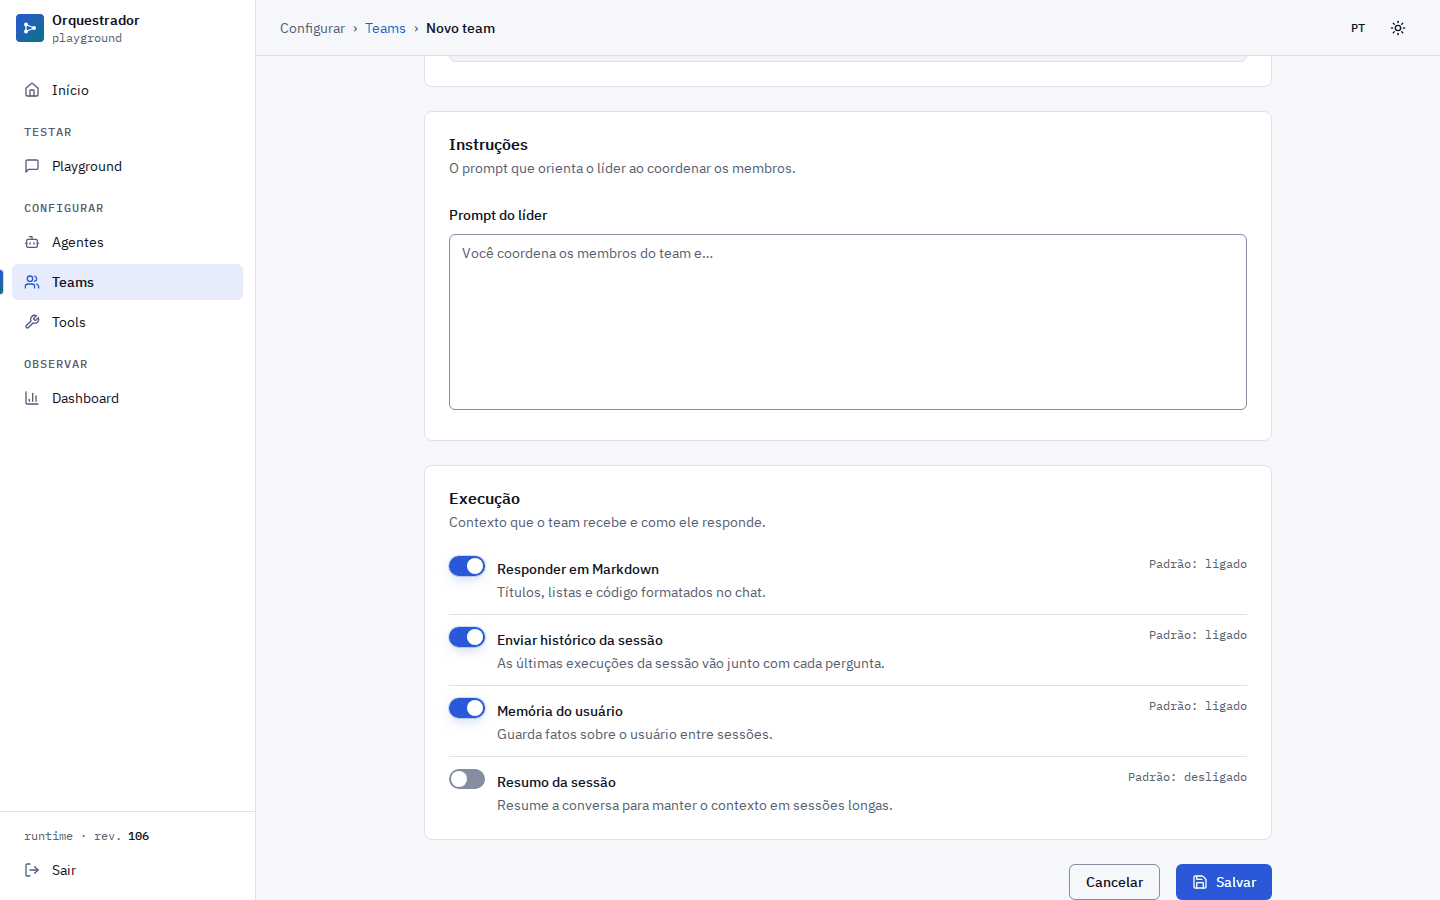 Orquestrador
playground
Início
TESTAR
Playground
CONFIGURAR
Agentes
Teams
Tools
OBSERVAR
Dashboard
runtime · rev. 106
Sair
Configurar › Teams › Novo team
PT
Instruções
O prompt que orienta o líder ao coordenar os membros.
Prompt do líder
Você coordena os membros do team e...
Execução
Contexto que o team recebe e como ele responde.
Responder em Markdown
Padrão: ligado
Títulos, listas e código formatados no chat.
Enviar histórico da sessão
Padrão: ligado
As últimas execuções da sessão vão junto com cada pergunta.
Memória do usuário
Padrão: ligado
Guarda fatos sobre o usuário entre sessões.
Resumo da sessão
Padrão: desligado
Resume a conversa para manter o contexto em sessões longas.
Cancelar
Salvar